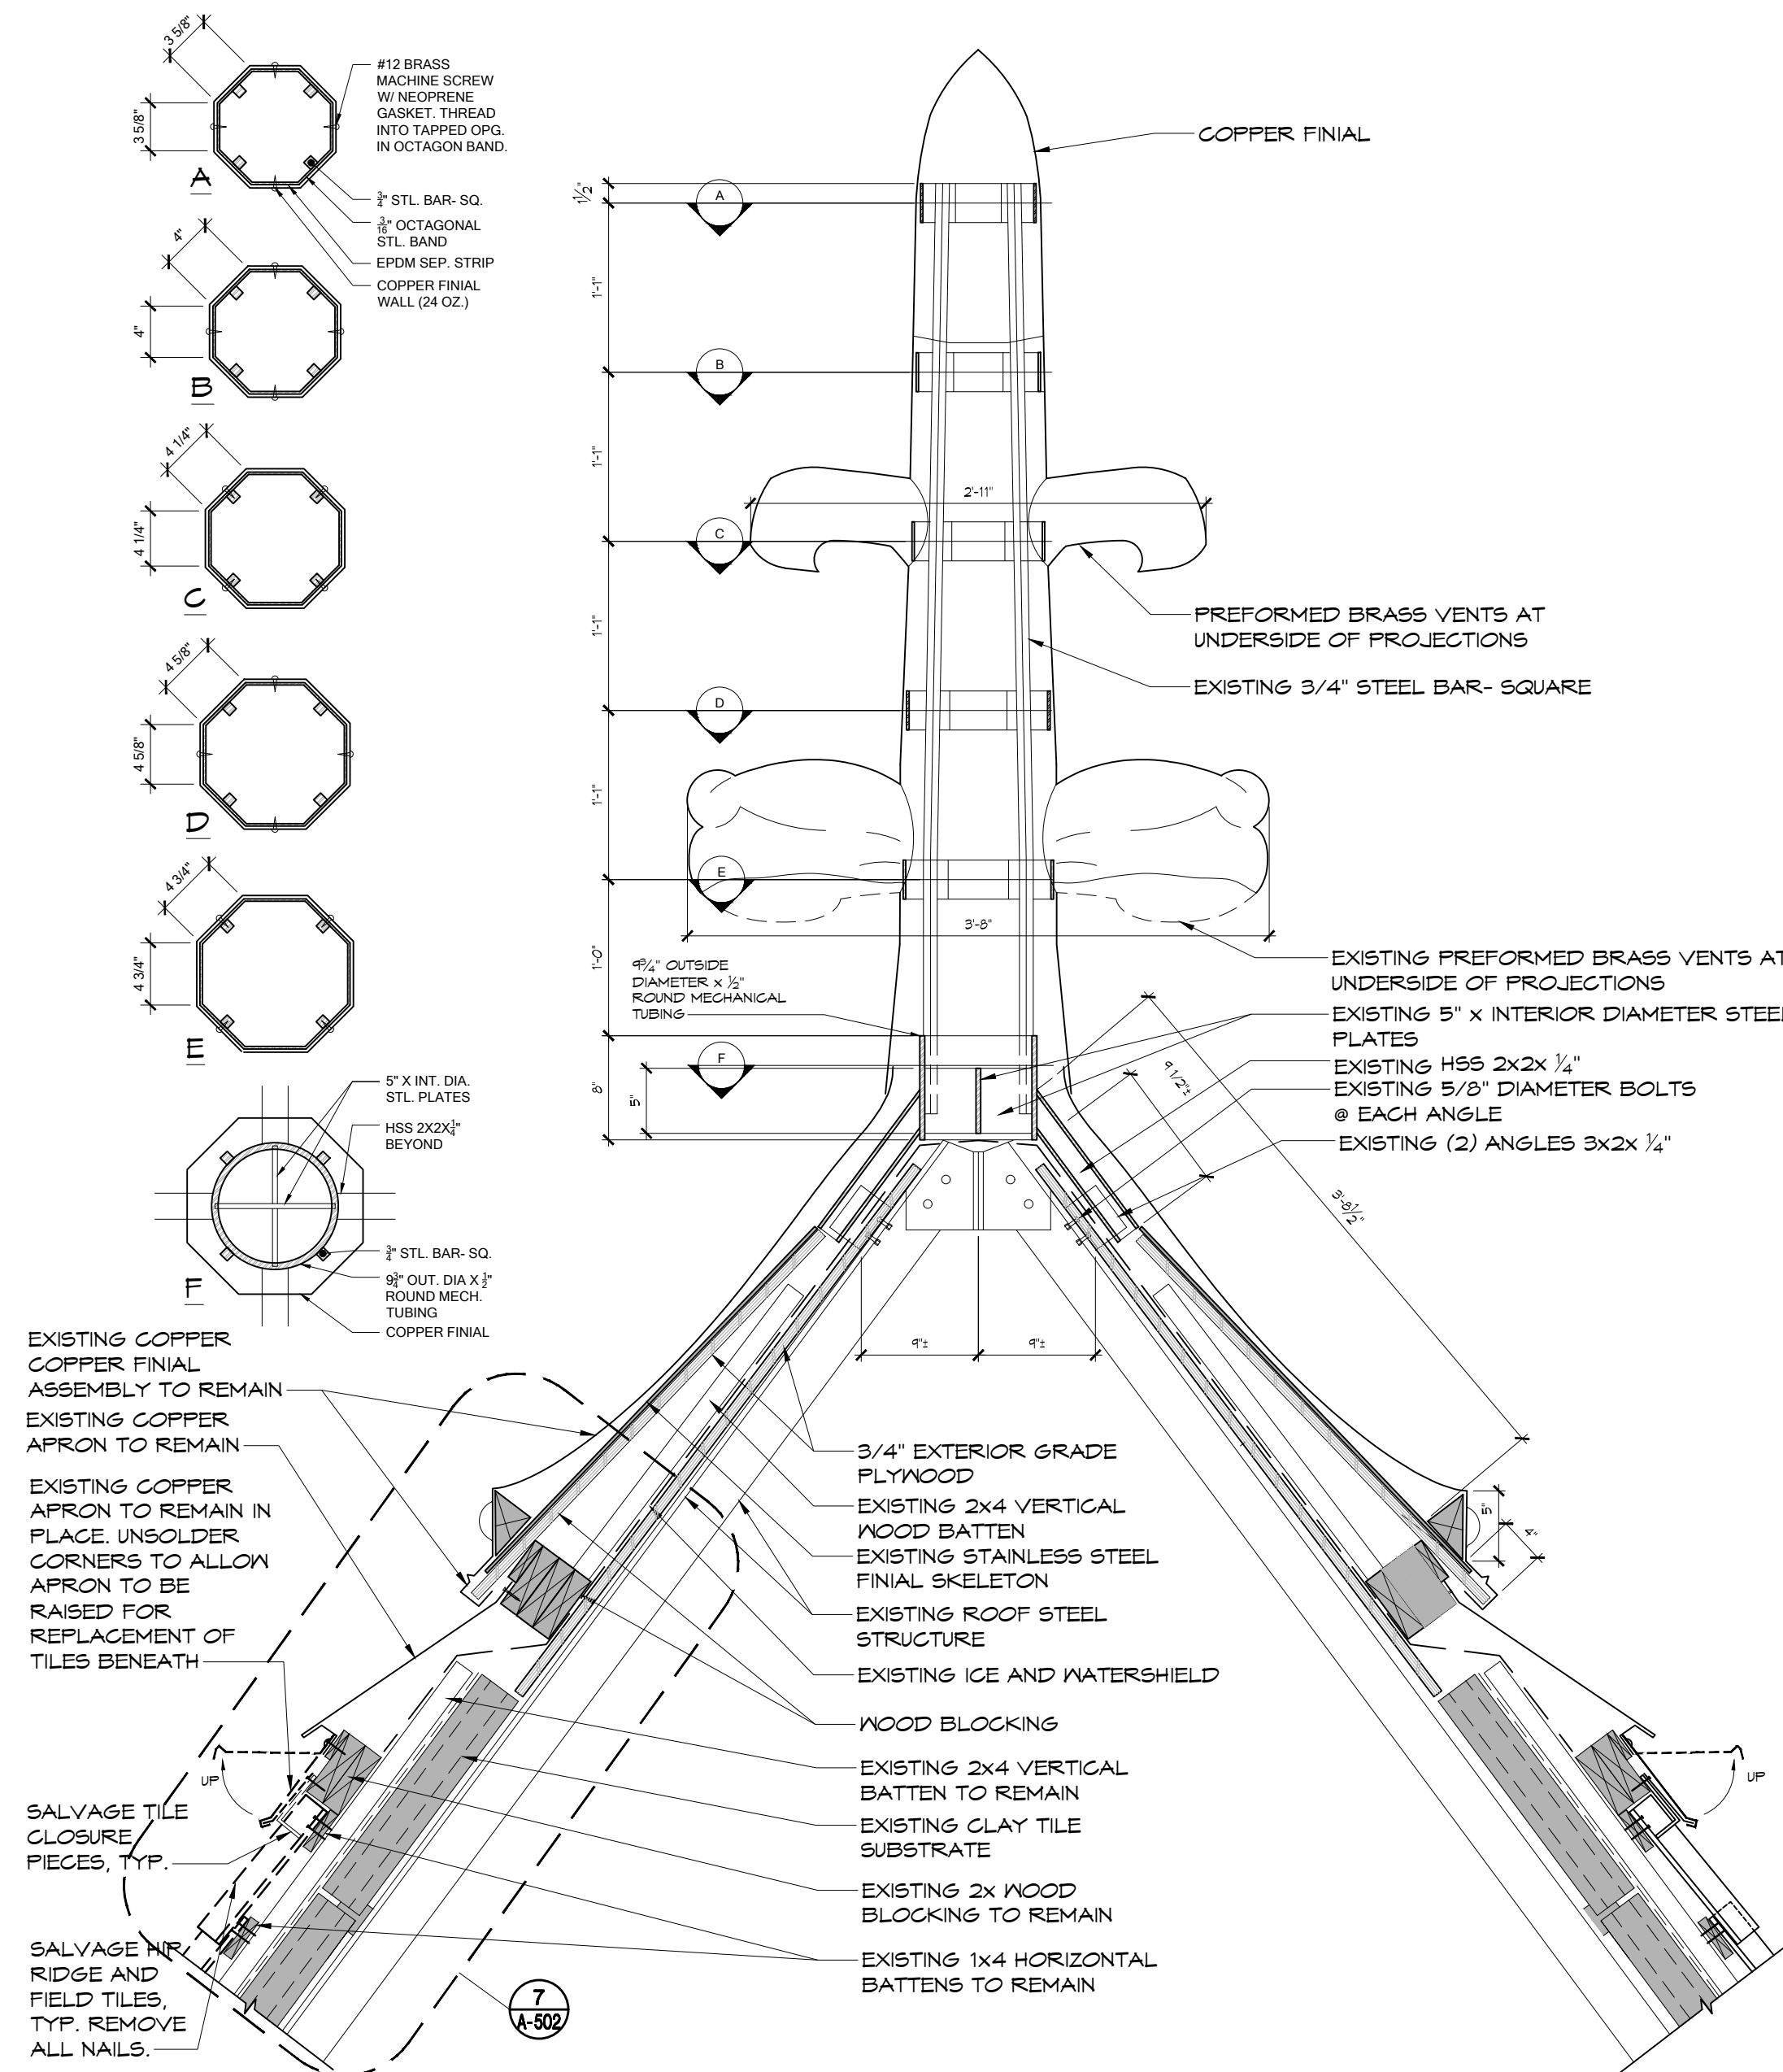 3 5/8"
3 5/8"
A
#12 BRASS
MACHINE SCREW
W/ NEOPRENE
GASKET. THREAD
INTO TAPPED OPG.
IN OCTAGON BAND.
3/4" STL. BAR- SQ.
3/16" OCTAGONAL
STL. BAND
EPDM SEP. STRIP
COPPER FINIAL
WALL (24 OZ.)
4"
4"
B
4 1/4"
4 1/4"
C
4 5/8"
4 5/8"
D
4 3/4"
4 3/4"
E
5" X INT. DIA.
STL. PLATES
HSS 2X2X1/4"
BEYOND
3/4" STL. BAR- SQ.
9 3/4" OUT. DIA X 1/2"
ROUND MECH.
TUBING
COPPER FINIAL
F
1 1/2"
1'-1"
1'-1"
1'-1"
1'-1"
1'-0"
8"
5"
A
B
C
D
E
F
2'-11"
3'-8"
9 3/4" OUTSIDE
DIAMETER x 1/2"
ROUND MECHANICAL
TUBING
COPPER FINIAL
PREFORMED BRASS VENTS AT
UNDERSIDE OF PROJECTIONS
EXISTING 3/4" STEEL BAR- SQUARE
EXISTING PREFORMED BRASS VENTS AT
UNDERSIDE OF PROJECTIONS
EXISTING 5" x INTERIOR DIAMETER STEEL
PLATES
EXISTING HSS 2x2x 1/4"
EXISTING 5/8" DIAMETER BOLTS
@ EACH ANGLE
EXISTING (2) ANGLES 3x2x 1/4"
9 1/2"±
3'-8 1/2"
9"±
9"±
5"
4"
EXISTING COPPER
COPPER FINIAL
ASSEMBLY TO REMAIN
EXISTING COPPER
APRON TO REMAIN
EXISTING COPPER
APRON TO REMAIN IN
PLACE. UNSOLDER
CORNERS TO ALLOW
APRON TO BE
RAISED FOR
REPLACEMENT OF
TILES BENEATH
UP
SALVAGE TILE
CLOSURE
PIECES, TYP.
SALVAGE HIP,
RIDGE AND
FIELD TILES,
TYP. REMOVE
ALL NAILS.
3/4" EXTERIOR GRADE
PLYWOOD
EXISTING 2x4 VERTICAL
WOOD BATTEN
EXISTING STAINLESS STEEL
FINIAL SKELETON
EXISTING ROOF STEEL
STRUCTURE
EXISTING ICE AND WATERSHIELD
WOOD BLOCKING
EXISTING 2x4 VERTICAL
BATTEN TO REMAIN
EXISTING CLAY TILE
SUBSTRATE
EXISTING 2x WOOD
BLOCKING TO REMAIN
EXISTING 1x4 HORIZONTAL
BATTENS TO REMAIN
UP
7
A-502